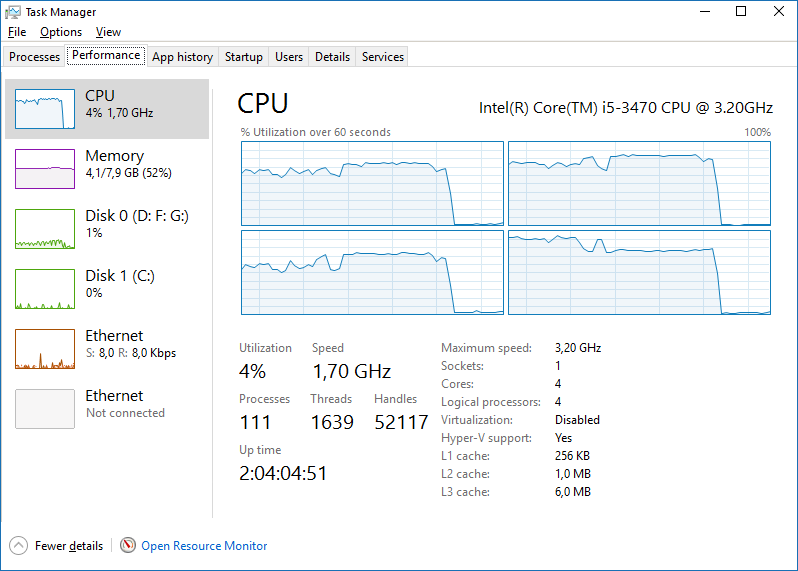 Task Manager
File Options View
Processes Performance App history Startup Users Details Services
CPU
4% 1,70 GHz
Memory
4,1/7,9 GB (52%)
Disk 0 (D: F: G:)
1%
Disk 1 (C:)
0%
Ethernet
S: 8,0 R: 8,0 Kbps
Ethernet
Not connected
CPU
Intel(R) Core(TM) i5-3470 CPU @ 3.20GHz
% Utilization over 60 seconds 100%
Utilization Speed
4% 1,70 GHz
Processes Threads Handles
111 1639 52117
Up time
2:04:04:51
Maximum speed: 3,20 GHz
Sockets: 1
Cores: 4
Logical processors: 4
Virtualization: Disabled
Hyper-V support: Yes
L1 cache: 256 KB
L2 cache: 1,0 MB
L3 cache: 6,0 MB
Fewer details Open Resource Monitor